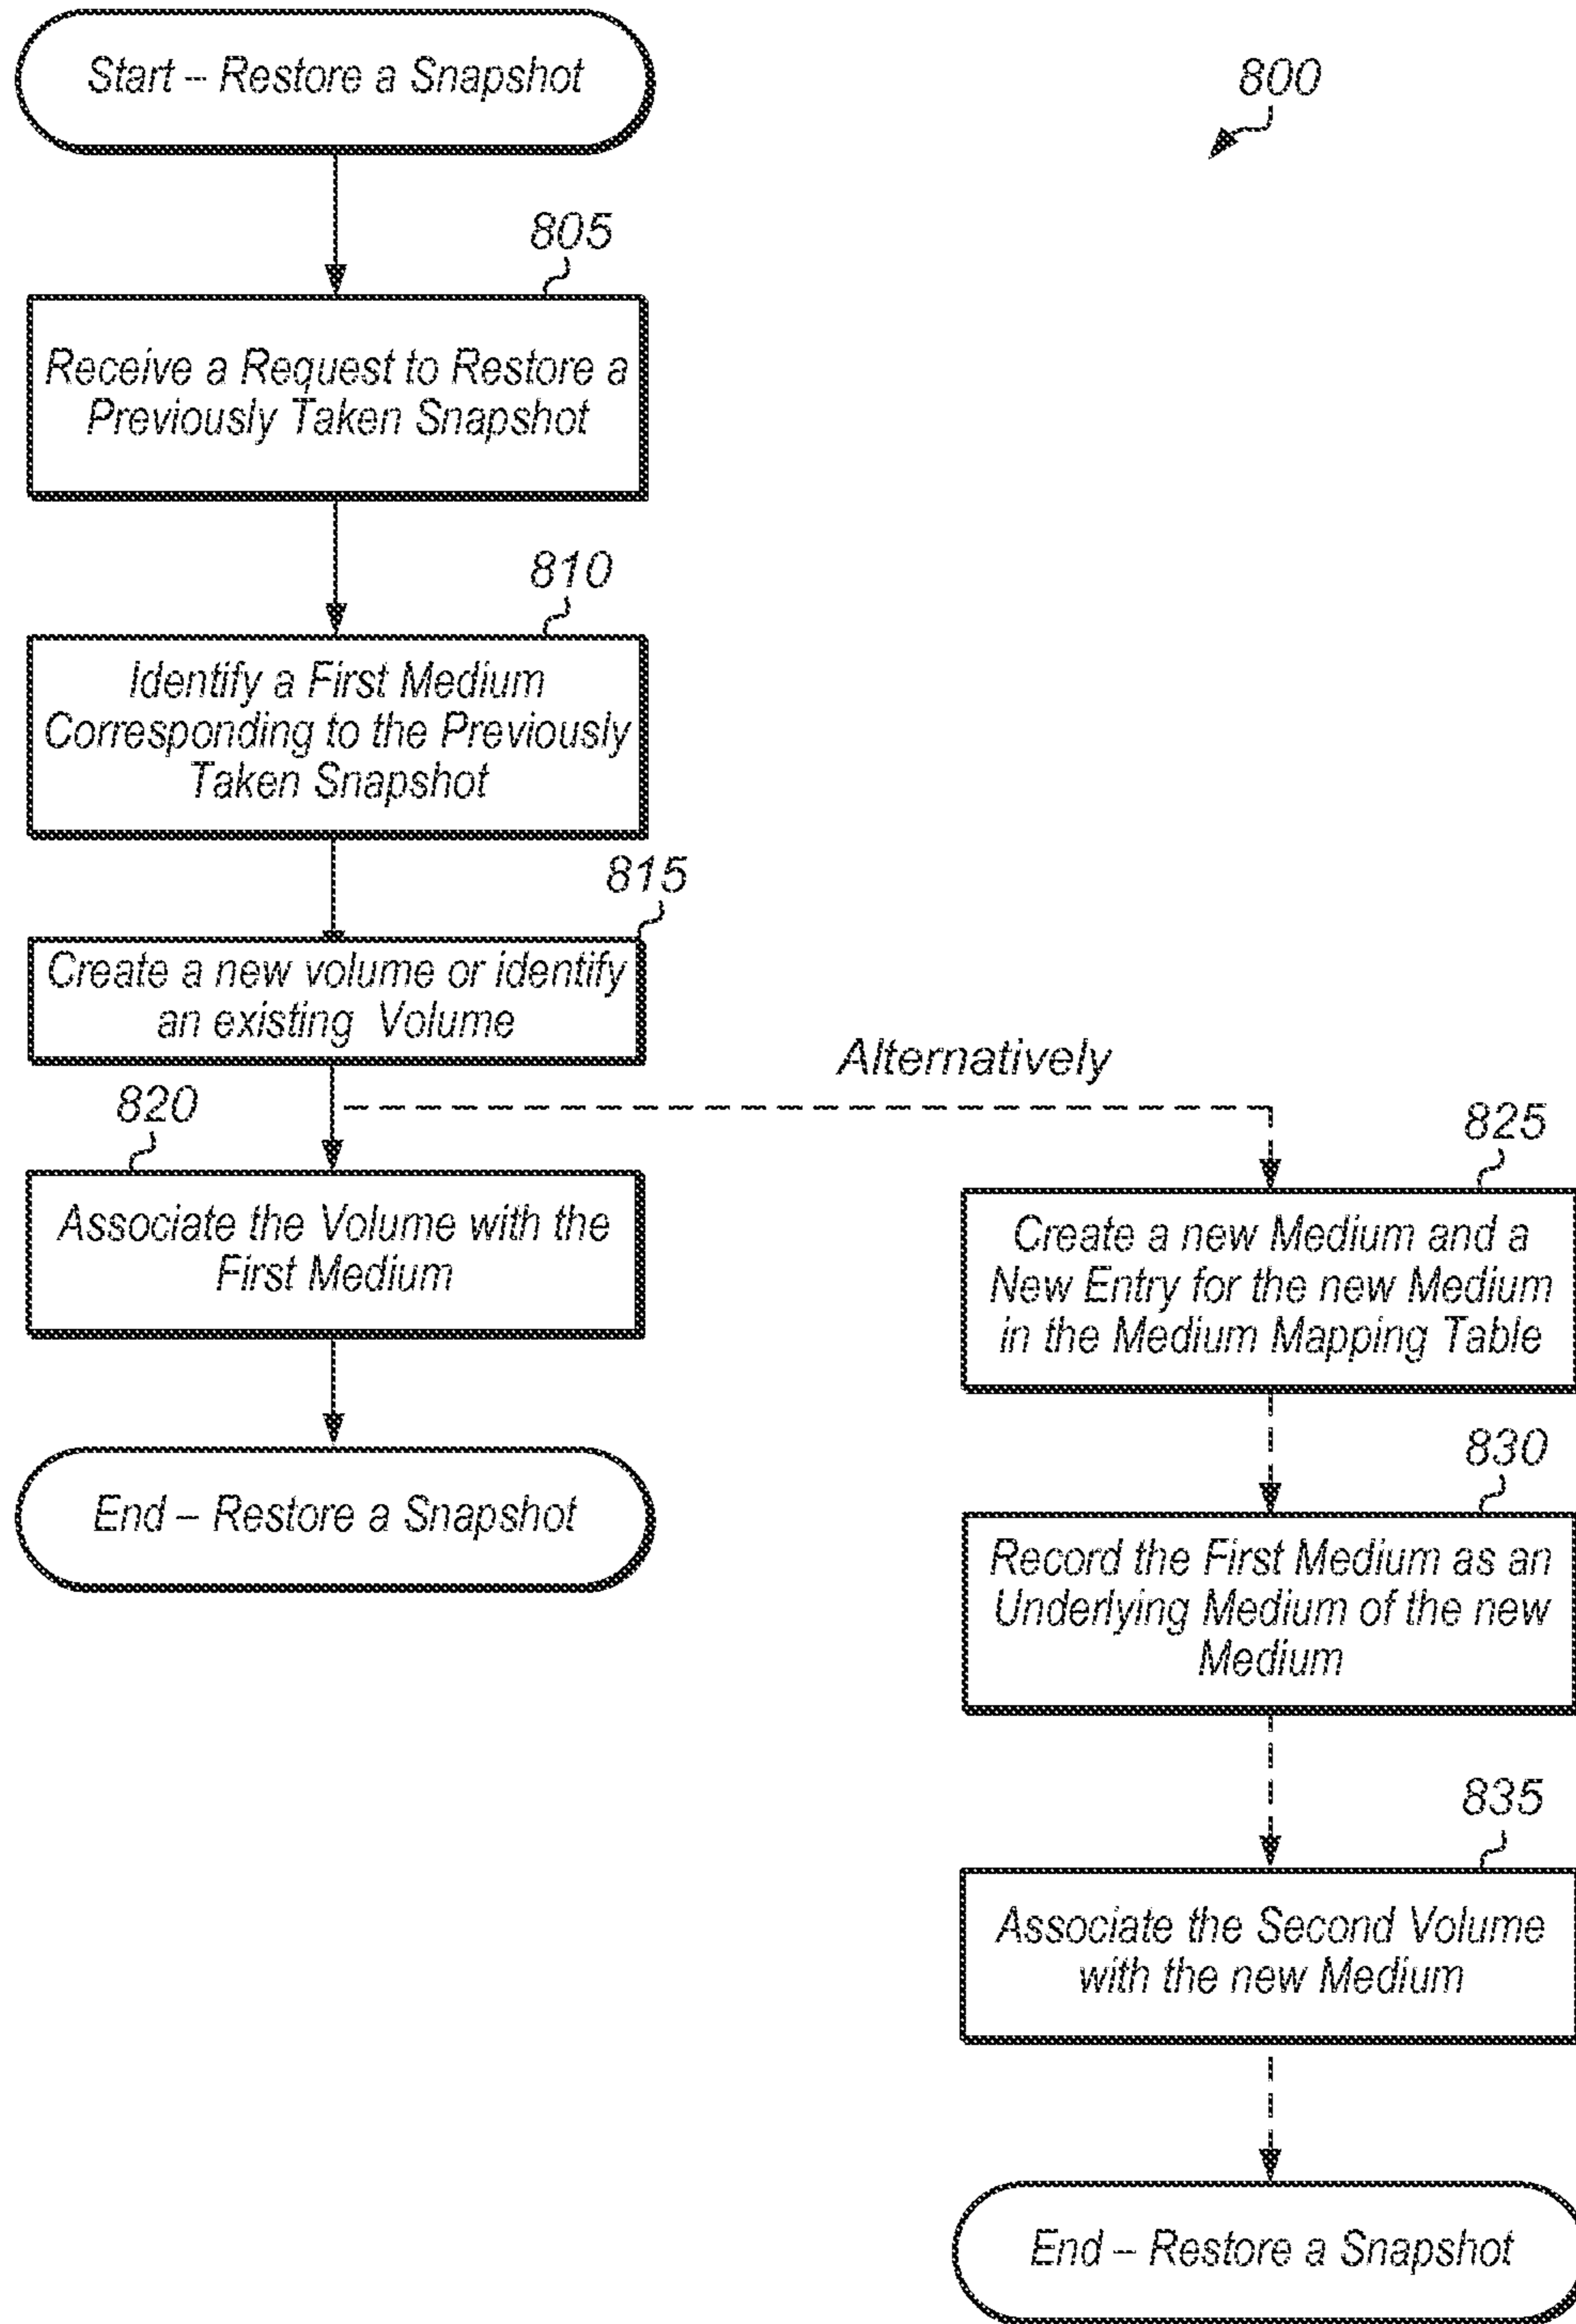 Start – Restore a Snapshot
800
805
Receive a Request to Restore a
Previously Taken Snapshot
810
Identify a First Medium
Corresponding to the Previously
Taken Snapshot
815
Create a new volume or identify
an existing Volume
Alternatively
820
Associate the Volume with the
First Medium
End – Restore a Snapshot
825
Create a new Medium and a
New Entry for the new Medium
in the Medium Mapping Table
830
Record the First Medium as an
Underlying Medium of the new
Medium
835
Associate the Second Volume
with the new Medium
End – Restore a Snapshot